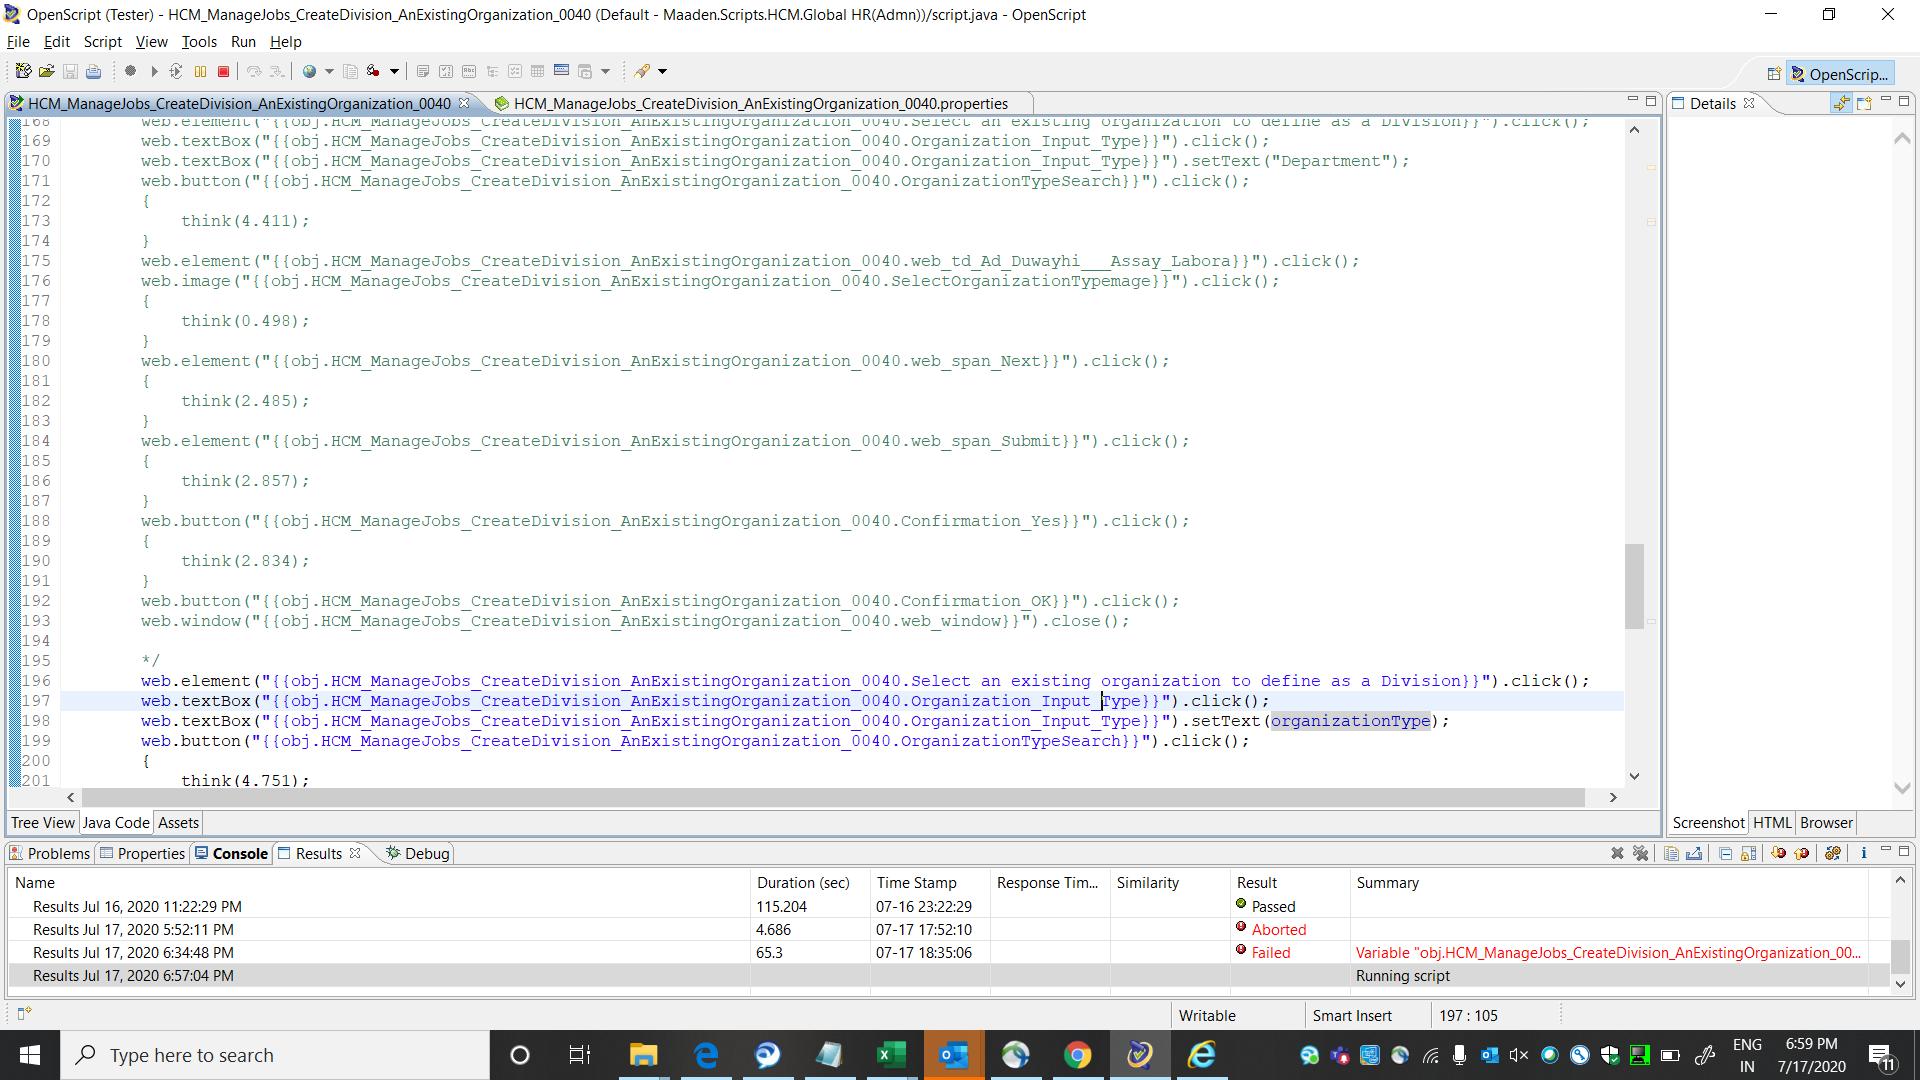 OpenScript (Tester) - HCM_ManageJobs_CreateDivision_AnExistingOrganization_0040 (Default - Maaden.Scripts.HCM.Global HR(Admn))/script.java - OpenScript
File Edit Script View Tools Run Help
OpenScrip...
HCM_ManageJobs_CreateDivision_AnExistingOrganization_0040
HCM_ManageJobs_CreateDivision_AnExistingOrganization_0040.properties
Details
168 web.element("{{obj.HCM_ManageJobs_CreateDivision_AnExistingOrganization_0040.Select an existing organization to define as a Division}}").click();
169 web.textBox("{{obj.HCM_ManageJobs_CreateDivision_AnExistingOrganization_0040.Organization_Input_Type}}").click();
170 web.textBox("{{obj.HCM_ManageJobs_CreateDivision_AnExistingOrganization_0040.Organization_Input_Type}}").setText("Department");
171 web.button("{{obj.HCM_ManageJobs_CreateDivision_AnExistingOrganization_0040.OrganizationTypeSearch}}").click();
172 {
173 think(4.411);
174 }
175 web.element("{{obj.HCM_ManageJobs_CreateDivision_AnExistingOrganization_0040.web_td_Ad_Duwayhi___Assay_Labora}}").click();
176 web.image("{{obj.HCM_ManageJobs_CreateDivision_AnExistingOrganization_0040.SelectOrganizationTypemage}}").click();
177 {
178 think(0.498);
179 }
180 web.element("{{obj.HCM_ManageJobs_CreateDivision_AnExistingOrganization_0040.web_span_Next}}").click();
181 {
182 think(2.485);
183 }
184 web.element("{{obj.HCM_ManageJobs_CreateDivision_AnExistingOrganization_0040.web_span_Submit}}").click();
185 {
186 think(2.857);
187 }
188 web.button("{{obj.HCM_ManageJobs_CreateDivision_AnExistingOrganization_0040.Confirmation_Yes}}").click();
189 {
190 think(2.834);
191 }
192 web.button("{{obj.HCM_ManageJobs_CreateDivision_AnExistingOrganization_0040.Confirmation_OK}}").click();
193 web.window("{{obj.HCM_ManageJobs_CreateDivision_AnExistingOrganization_0040.web_window}}").close();
194
195 */
196 web.element("{{obj.HCM_ManageJobs_CreateDivision_AnExistingOrganization_0040.Select an existing organization to define as a Division}}").click();
197 web.textBox("{{obj.HCM_ManageJobs_CreateDivision_AnExistingOrganization_0040.Organization_Input_Type}}").click();
198 web.textBox("{{obj.HCM_ManageJobs_CreateDivision_AnExistingOrganization_0040.Organization_Input_Type}}").setText(organizationType);
199 web.button("{{obj.HCM_ManageJobs_CreateDivision_AnExistingOrganization_0040.OrganizationTypeSearch}}").click();
200 {
201 think(4.751);
Tree View Java Code Assets
Screenshot HTML Browser
Problems Properties Console Results Debug
Name Duration (sec) Time Stamp Response Tim... Similarity Result Summary
Results Jul 16, 2020 11:22:29 PM 115.204 07-16 23:22:29 Passed
Results Jul 17, 2020 5:52:11 PM 4.686 07-17 17:52:10 Aborted
Results Jul 17, 2020 6:34:48 PM 65.3 07-17 18:35:06 Failed Variable "obj.HCM_ManageJobs_CreateDivision_AnExistingOrganization_00...
Results Jul 17, 2020 6:57:04 PM Running script
Writable Smart Insert 197 : 105
Type here to search
ENG
IN
6:59 PM
7/17/2020
11